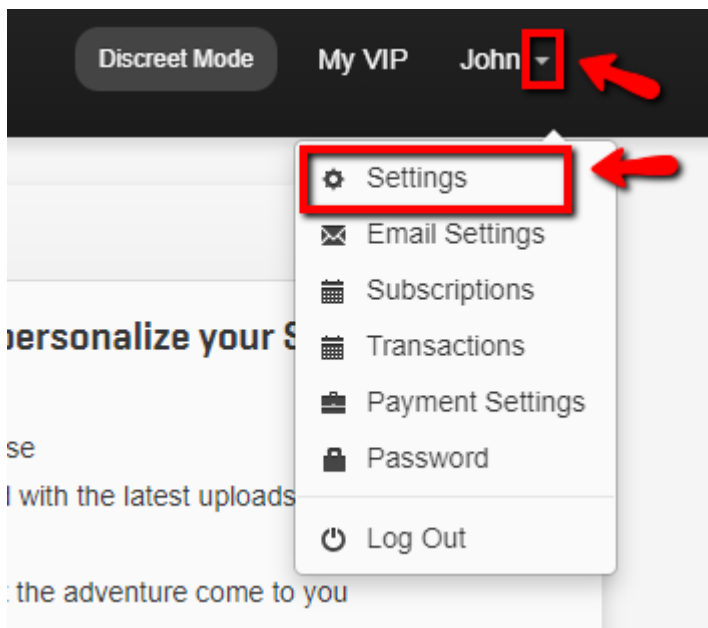 Discreet Mode My VIP John
Settings
Email Settings
Subscriptions
personalize your
Transactions
Payment Settings
se
Password
with the latest uploads
Log Out
the adventure come to you